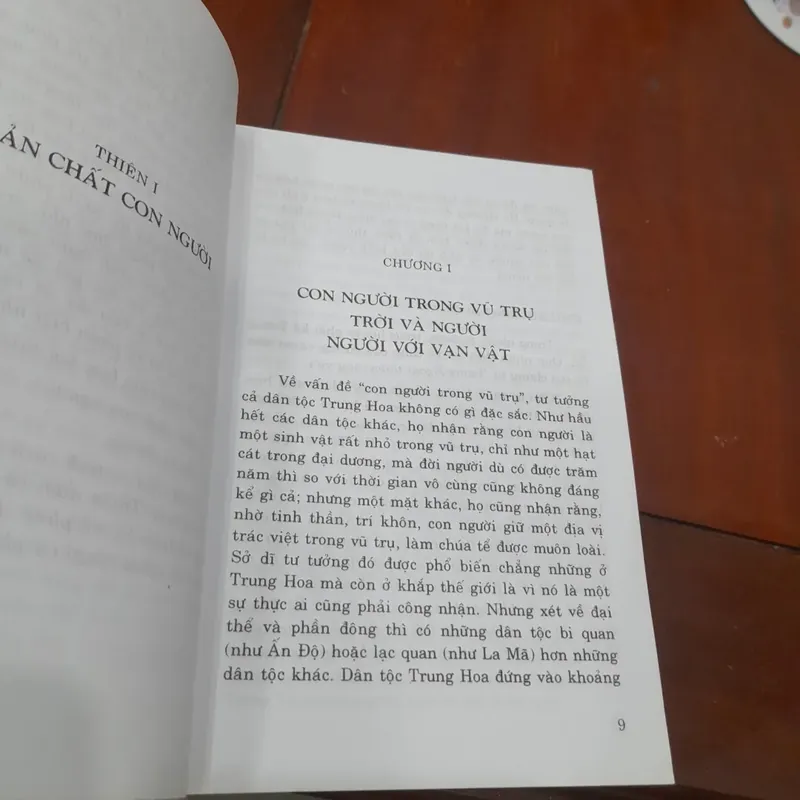 THIÊN I
ẢN CHẤT CON NGƯỜI
CHƯƠNG I
CON NGƯỜI TRONG VŨ TRỤ
TRỜI VÀ NGƯỜI
NGƯỜI VỚI VẠN VẬT
Về vấn đề “con người trong vũ trụ”, tư tưởng
cả dân tộc Trung Hoa không có gì đặc sắc. Như hầu
hết các dân tộc khác, họ nhận rằng con người là
một sinh vật rất nhỏ trong vũ trụ, chỉ như một hạt
cát trong đại dương, mà đời người dù có được trăm
năm thì so với thời gian vô cùng cũng không đáng
kể gì cả; nhưng một mặt khác, họ cũng nhận rằng,
nhờ tinh thần, trí khôn, con người giữ một địa vị
trác việt trong vũ trụ, làm chúa tể được muôn loài.
Sở dĩ tư tưởng đó được phổ biến chẳng những ở
Trung Hoa mà còn ở khắp thế giới là vì nó là một
sự thực ai cũng phải công nhận. Nhưng xét về đại
thể và phần đông thì có những dân tộc bi quan
(như Ấn Độ) hoặc lạc quan (như La Mã) hơn những
dân tộc khác. Dân tộc Trung Hoa đứng vào khoảng
9